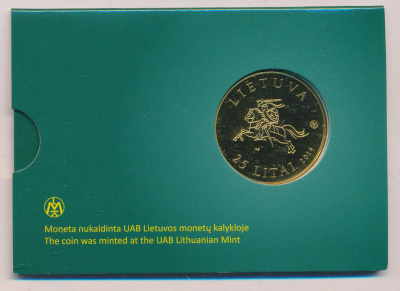 LIETUVA
25 LITAI 2014
Moneta nukaldinta UAB Lietuvos monetų kalykloje
The coin was minted at the UAB Lithuanian Mint